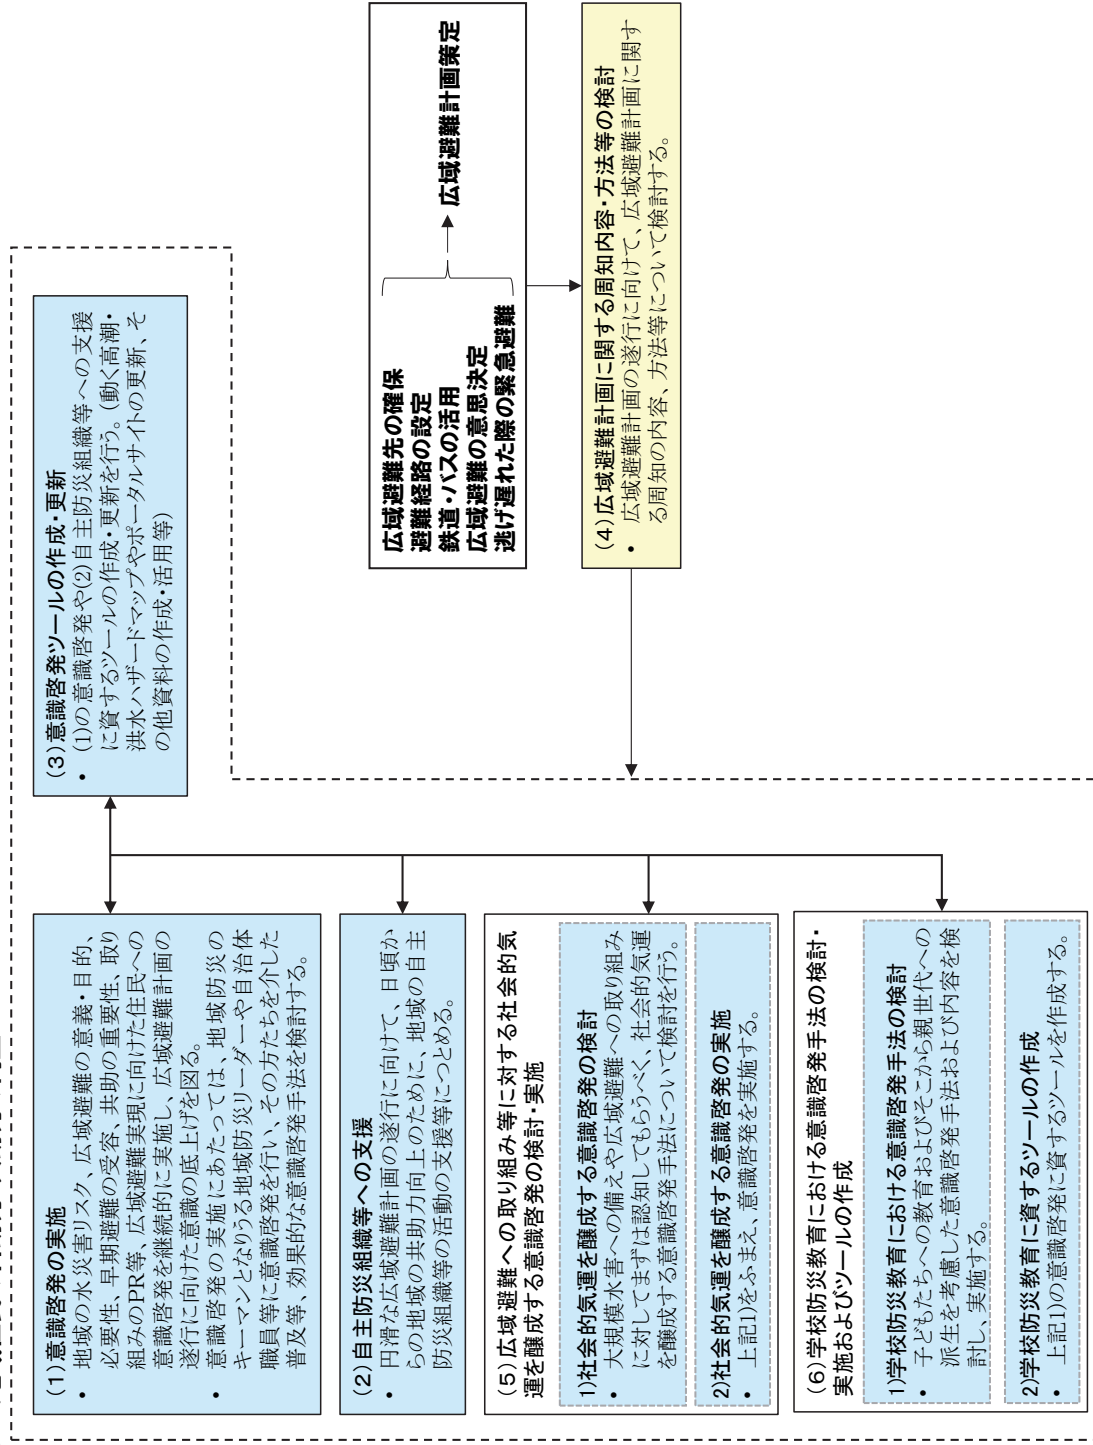 (1)意識啓発の実施
• 地域の水災害リスク、広域避難の意義・目的、
必要性、早期避難の受容、共助の重要性、取り
組みのPR等、広域避難実現に向けた住民への
意識啓発を継続的に実施し、広域避難計画の
遂行に向けた意識の底上げを図る。
• 意識啓発の実施にあたっては、地域防災の
キーマンとなりうる地域防災リーダーや自治体
職員等に意識啓発を行い、その方たちを介した
普及等、効果的な意識啓発手法を検討する。
(2)自主防災組織等への支援
• 円滑な広域避難計画の遂行に向けて、日頃か
らの地域の共助力向上のために、地域の自主
防災組織等の活動の支援等につとめる。
(5)広域避難への取り組み等に対する社会的気
運を醸成する意識啓発の検討・実施
1)社会的気運を醸成する意識啓発の検討
• 大規模水害への備えや広域避難への取り組み
に対してまずは認知してもらうべく、社会的気運
を醸成する意識啓発手法について検討を行う。
2)社会的気運を醸成する意識啓発の実施
• 上記1)をふまえ、意識啓発を実施する。
(6)学校防災教育における意識啓発手法の検討・
実施およびツールの作成
1)学校防災教育における意識啓発手法の検討
• 子どもたちへの教育およびそこから親世代への
派生を考慮した意識啓発手法および内容を検
討し、実施する。
2)学校防災教育に資するツールの作成
• 上記1)の意識啓発に資するツールを作成する。
(3)意識啓発ツールの作成・更新
• (1)の意識啓発や(2)自主防災組織等への支援
に資するツールの作成・更新を行う。(動く高潮・
洪水ハザードマップやポータルサイトの更新、そ
の他資料の作成・活用等)
広域避難先の確保
避難経路の設定
鉄道・バスの活用
広域避難の意思決定
逃げ遅れた際の緊急避難
広域避難計画策定
(4)広域避難計画に関する周知内容・方法等の検討
• 広域避難計画の遂行に向けて、広域避難計画に関す
る周知の内容、方法等について検討する。